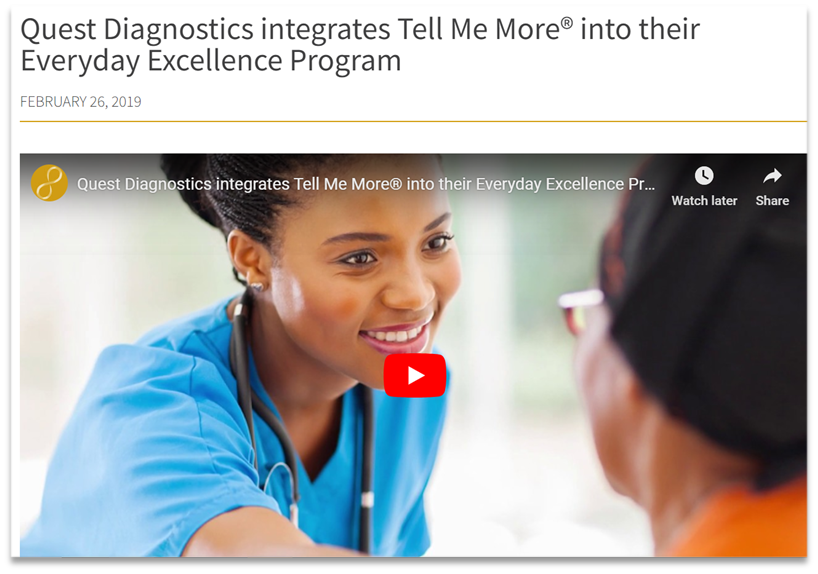 Quest Diagnostics integrates Tell Me More® into their
Everyday Excellence Program
FEBRUARY 26, 2019
Quest Diagnostics integrates Tell Me More® into their Everyday Excellence Pr...
Watch later
Share